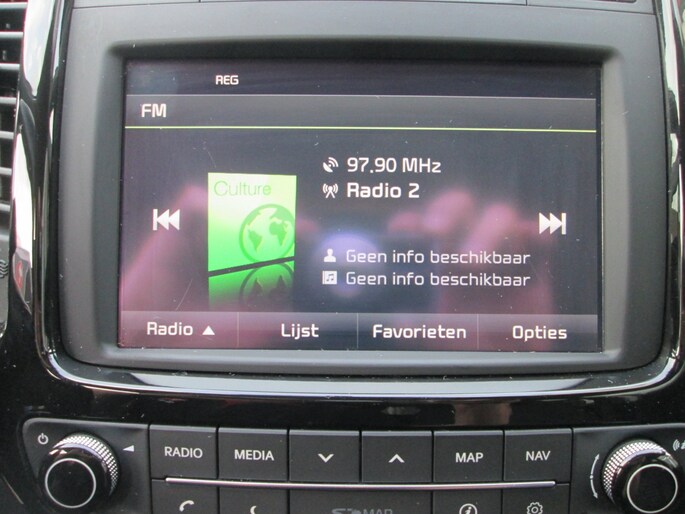 REG
FM
97.90 MHz
Culture
Radio 2
Geen info beschikbaar
Geen info beschikbaar
Radio Lijst Favorieten Opties
RADIO MEDIA MAP NAV
MAP